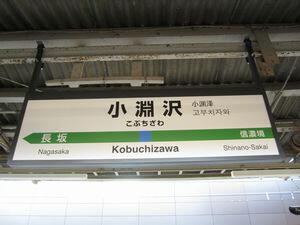 小淵沢
こぶちざわ
小渊泽
고부치자와
長坂
信濃境
Nagasaka
Kobuchizawa
Shinano-Sakai